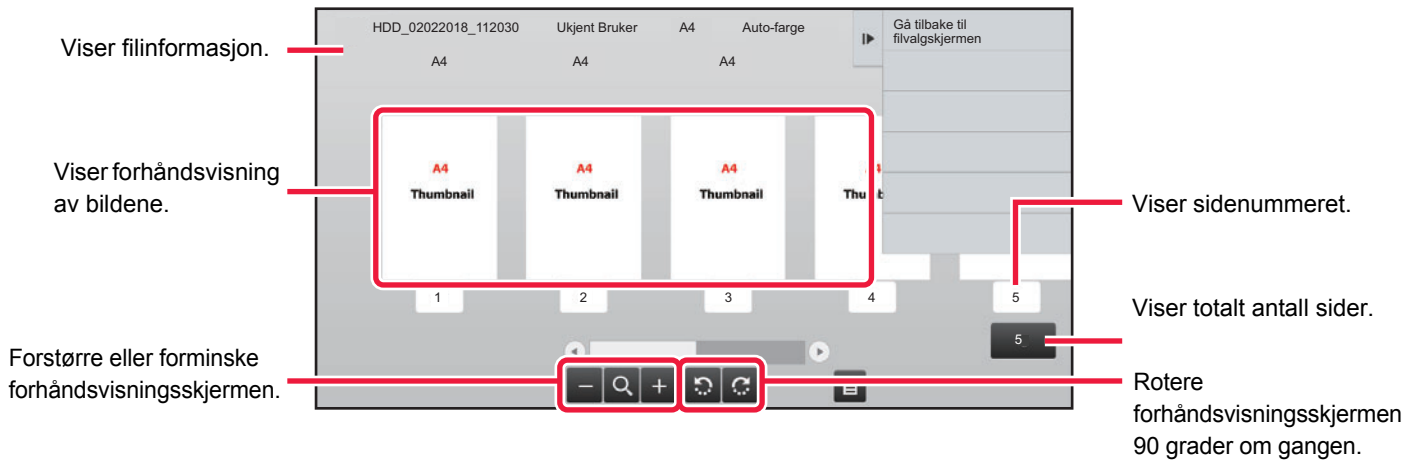 Viser filinformasjon.
HDD_02022018_112030 Ukjent Bruker A4 Auto-farge
A4 A4 A4
Gå tilbake til
filvalgskjermen
Viser forhåndsvisning
av bildene.
A4 A4 A4
Thumbnail Thumbnail Thumbnail
Viser sidenummeret.
1 2 3 4 5
Viser totalt antall sider.
5
Forstørre eller forminske
forhåndsvisningsskjermen.
Rotere
forhåndsvisningsskjermen
90 grader om gangen.